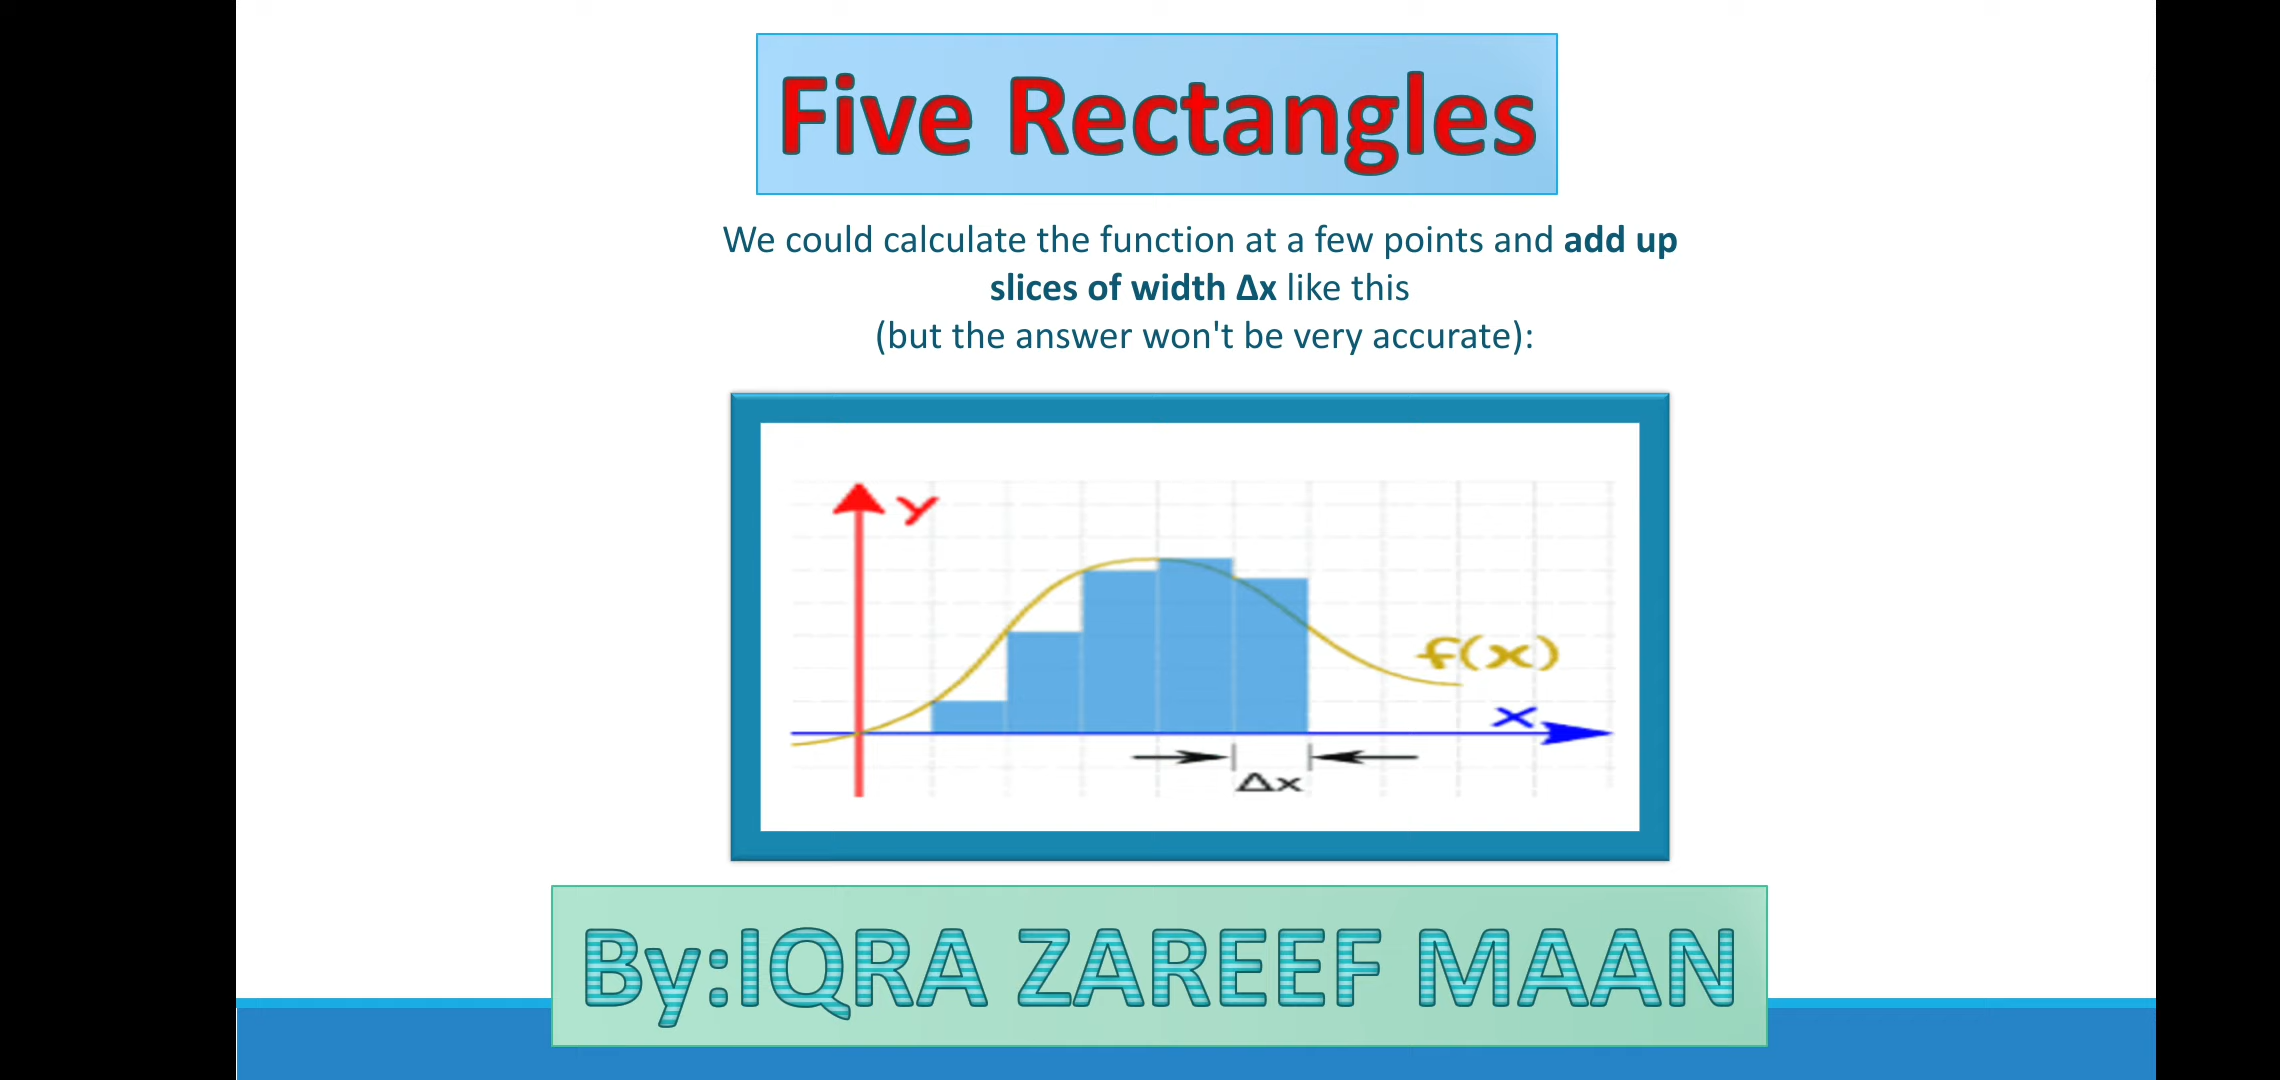 Five Rectangles
We could calculate the function at a few points and add up
slices of width Δx like this
(but the answer won't be very accurate):
y
f(x)
x
Δx
By:IQRA ZAREEF MAAN